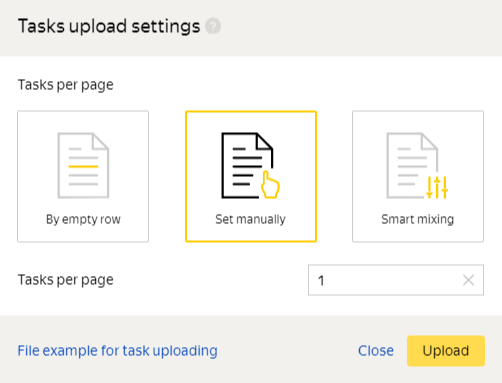 Tasks upload settings ?
Tasks per page
By empty row
Set manually
Smart mixing
Tasks per page
1
File example for task uploading
Close
Upload